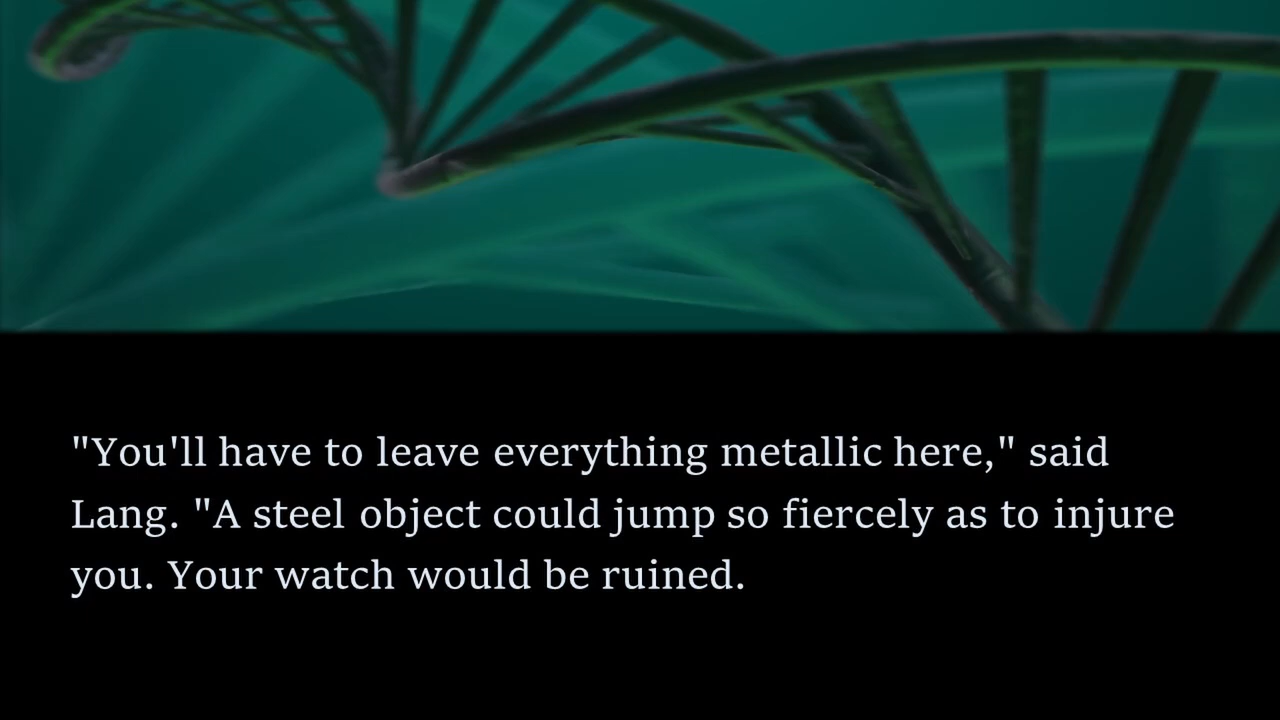 "You'll have to leave everything metallic here," said
Lang. "A steel object could jump so fiercely as to injure
you. Your watch would be ruined.